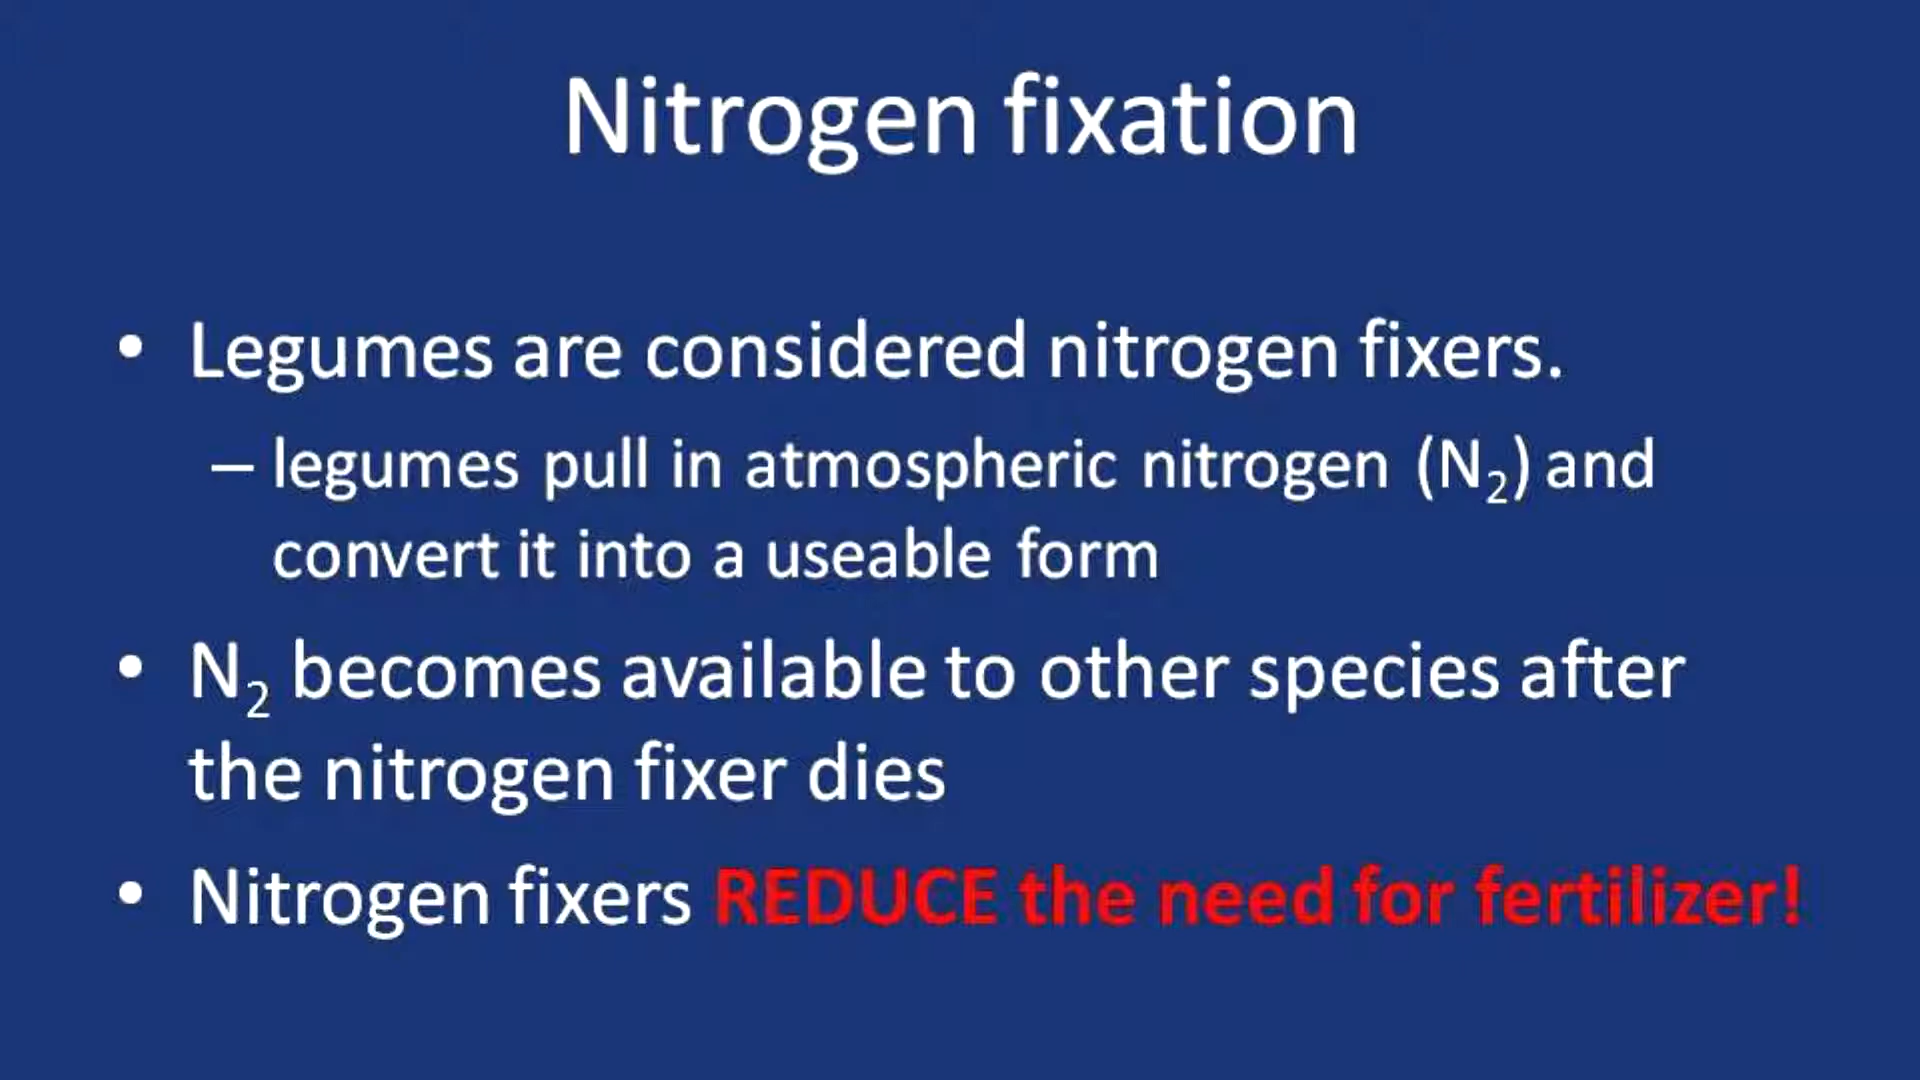 Nitrogen fixation
• Legumes are considered nitrogen fixers.
– legumes pull in atmospheric nitrogen (N₂) and
convert it into a useable form
• N₂ becomes available to other species after
the nitrogen fixer dies
• Nitrogen fixers REDUCE the need for fertilizer!